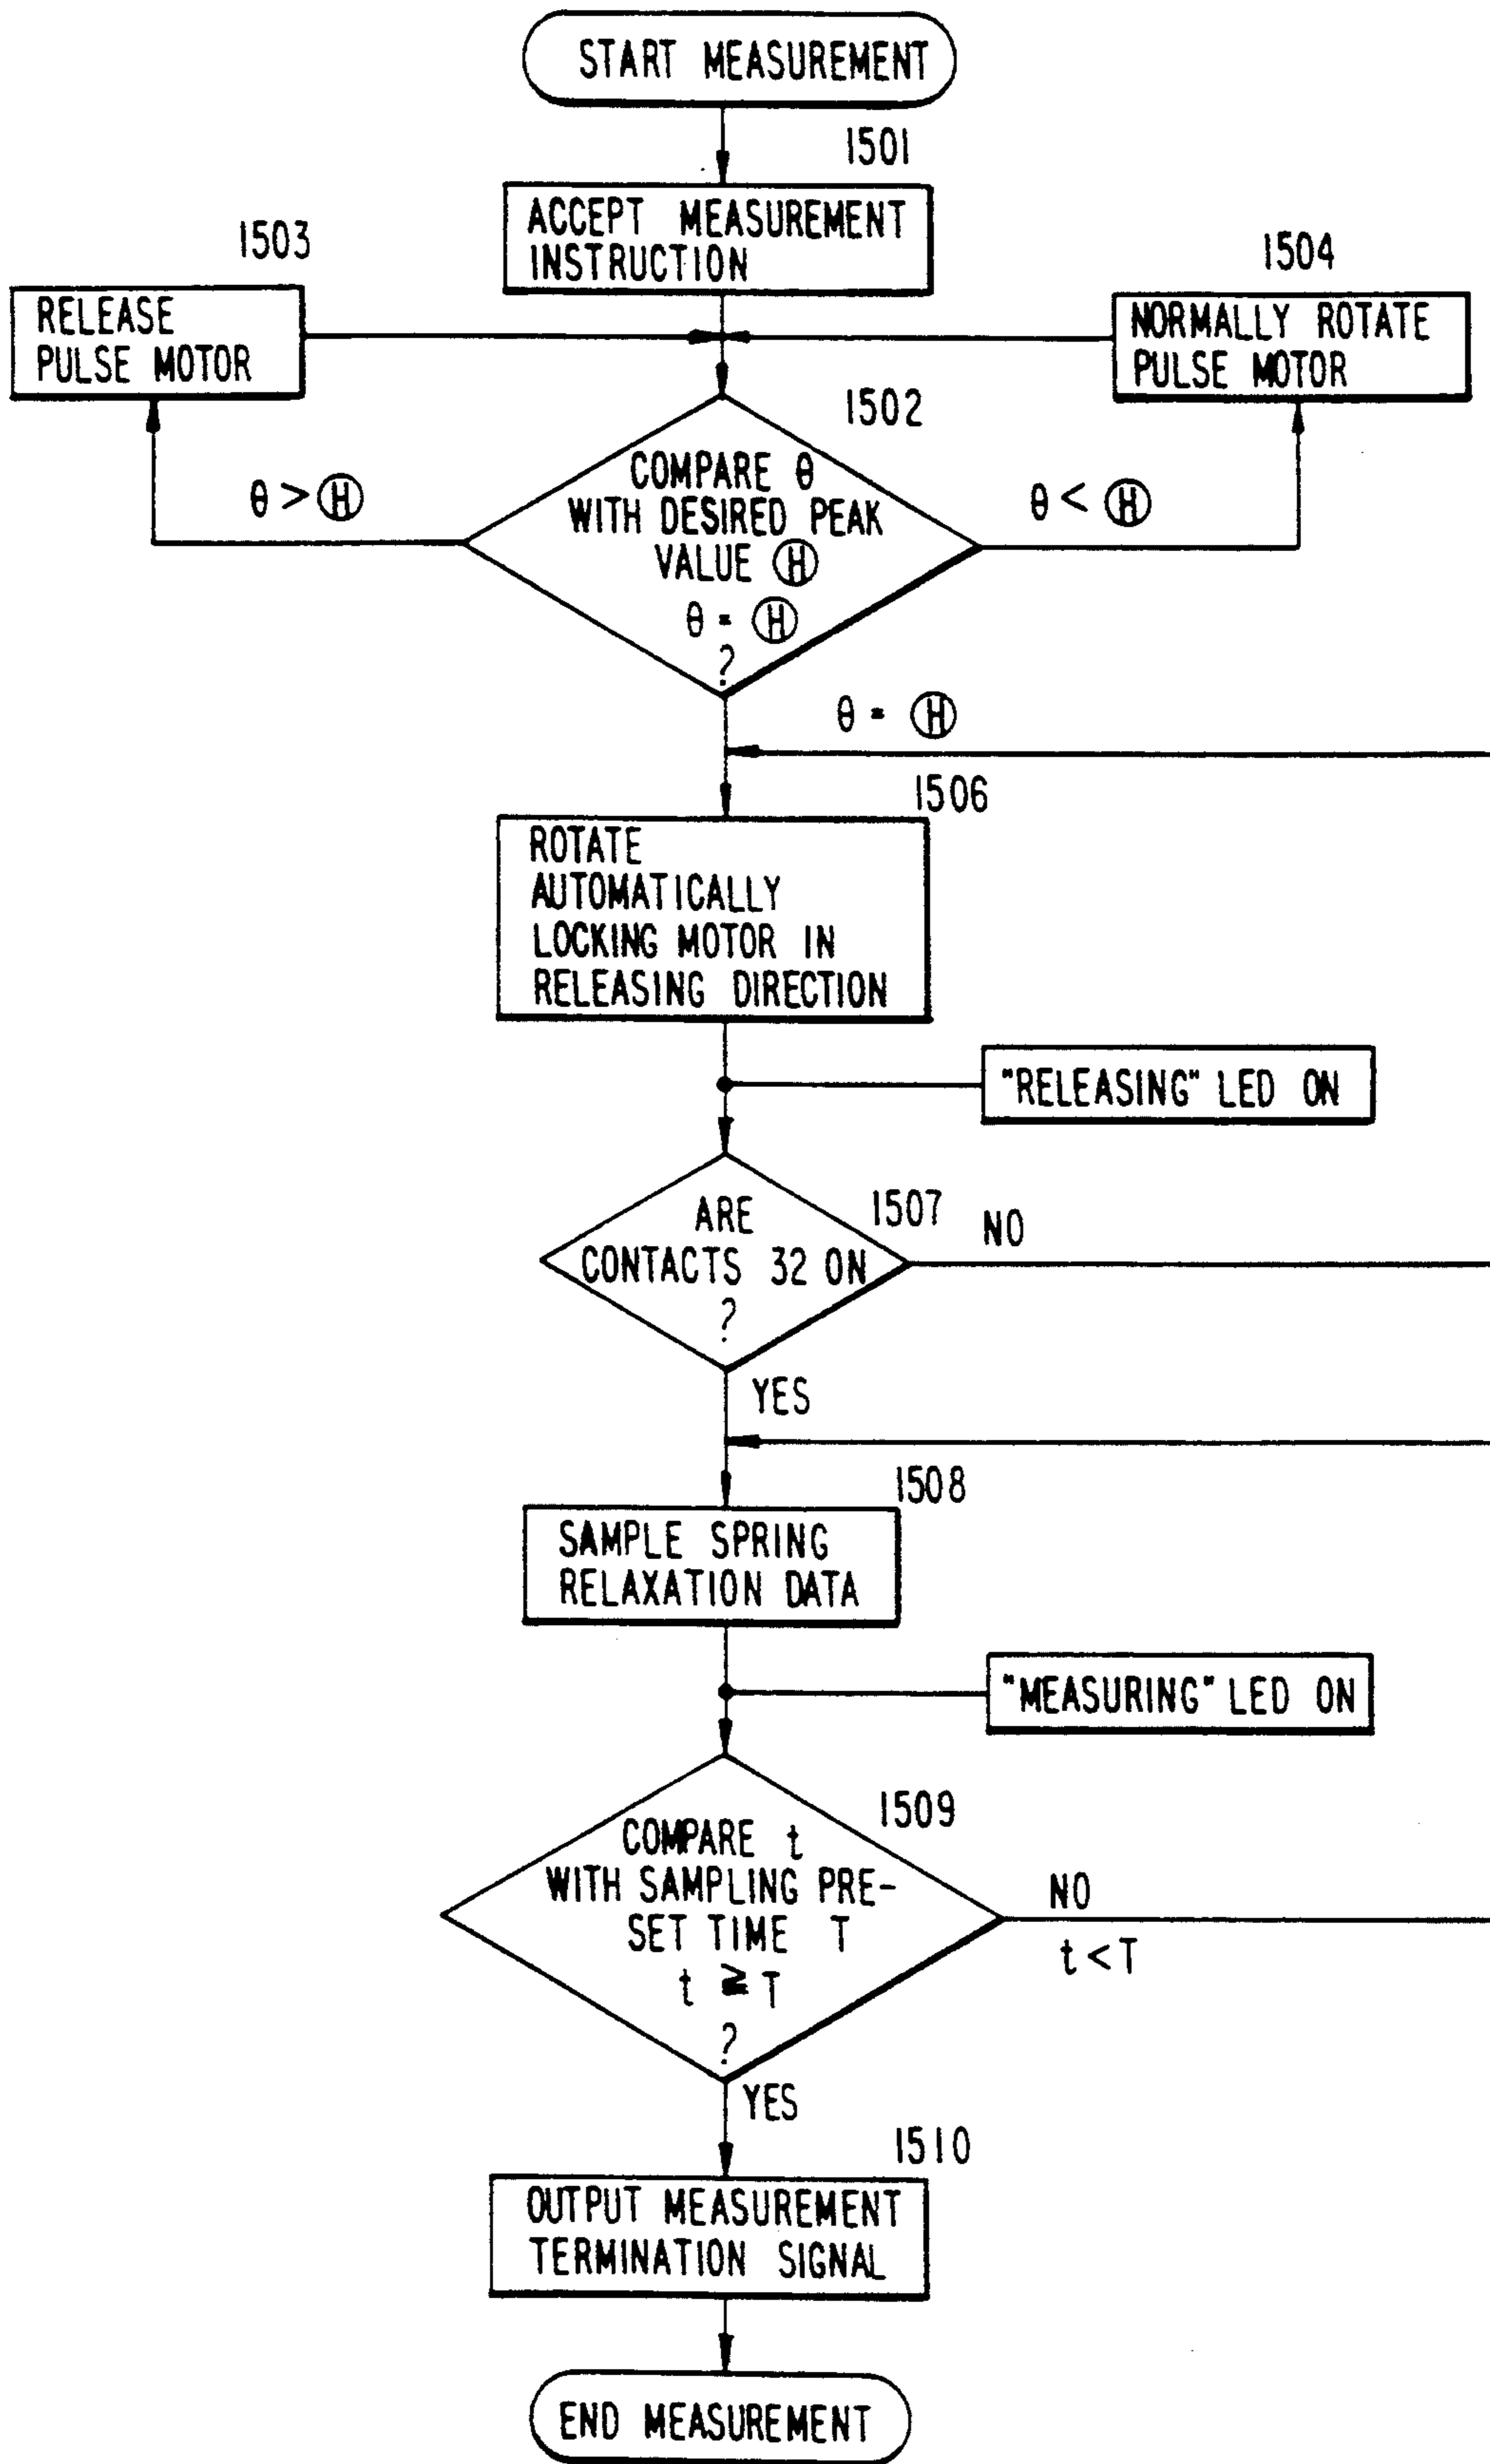 START MEASUREMENT
1501
ACCEPT MEASUREMENT
INSTRUCTION
1503
RELEASE
PULSE MOTOR
1504
NORMALLY ROTATE
PULSE MOTOR
1502
COMPARE θ
WITH DESIRED PEAK
VALUE Ⓗ
θ = Ⓗ
?
θ > Ⓗ
θ < Ⓗ
θ = Ⓗ
1506
ROTATE
AUTOMATICALLY
LOCKING MOTOR IN
RELEASING DIRECTION
"RELEASING" LED ON
1507
ARE
CONTACTS 32 ON
?
NO
YES
1508
SAMPLE SPRING
RELAXATION DATA
"MEASURING" LED ON
1509
COMPARE t
WITH SAMPLING PRE-
SET TIME T
t ≧ T
?
NO
t < T
YES
1510
OUTPUT MEASUREMENT
TERMINATION SIGNAL
END MEASUREMENT